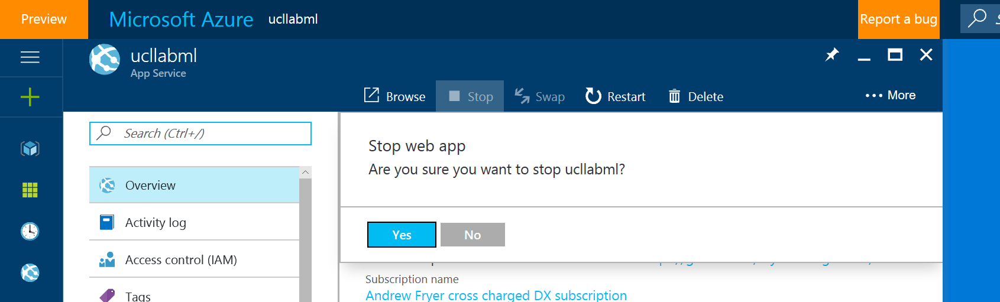 Preview
Microsoft Azure ucllabml
Report a bug
ucllabml
App Service
Browse Stop Swap Restart Delete ... More
Search (Ctrl+/)
Overview
Activity log
Access control (IAM)
Tags
Stop web app
Are you sure you want to stop ucllabml?
Yes No
Subscription name
Andrew Fryer cross charged DX subscription